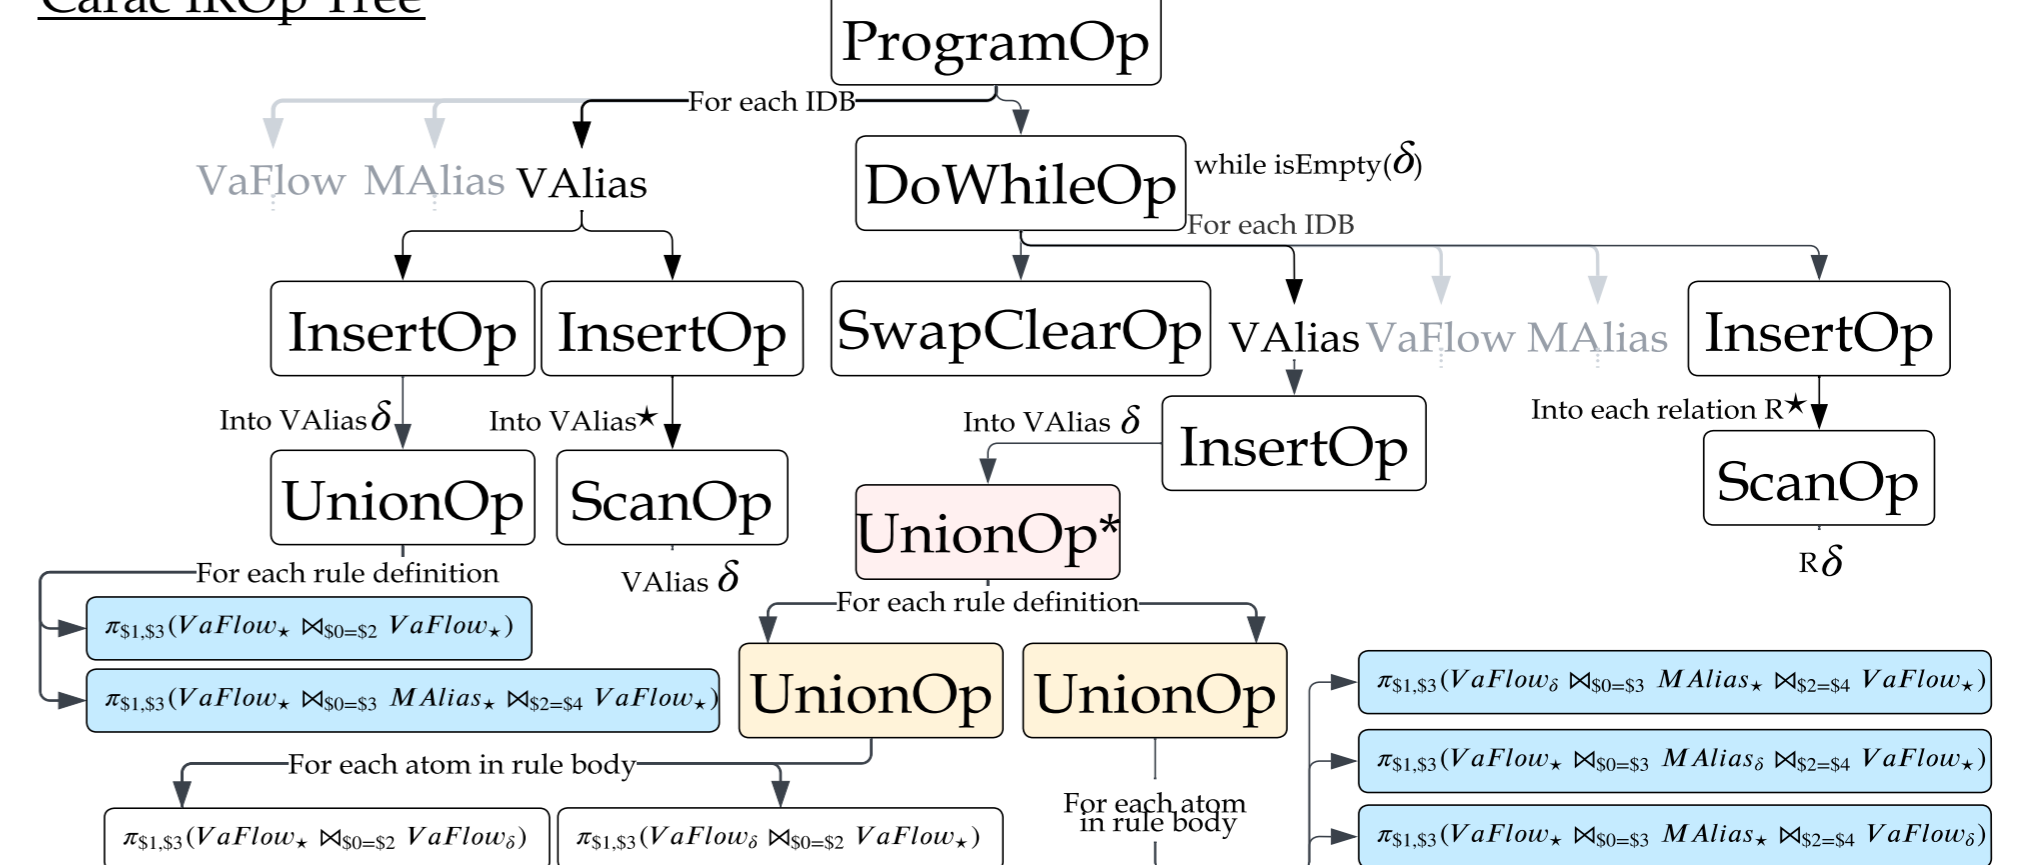 Carac IROp Tree
ProgramOp
For each IDB
VaFlow MAlias VAlias
DoWhileOp
while isEmpty(δ)
For each IDB
InsertOp
InsertOp
SwapClearOp
VAlias VaFlow MAlias
InsertOp
Into VAlias δ
Into VAlias★
Into VAlias δ
InsertOp
Into each relation R★
UnionOp
ScanOp
UnionOp*
ScanOp
For each rule definition
VAlias δ
R δ
For each rule definition
π$1,$3(VaFlow⋆ ⋈$0=$2 VaFlow⋆)
π$1,$3(VaFlow⋆ ⋈$0=$3 MAlias⋆ ⋈$2=$4 VaFlow⋆)
UnionOp
UnionOp
π$1,$3(VaFlowδ ⋈$0=$3 MAlias⋆ ⋈$2=$4 VaFlow⋆)
π$1,$3(VaFlow⋆ ⋈$0=$3 MAliasδ ⋈$2=$4 VaFlow⋆)
π$1,$3(VaFlow⋆ ⋈$0=$3 MAlias⋆ ⋈$2=$4 VaFlowδ)
For each atom in rule body
For each atom
in rule body
π$1,$3(VaFlow⋆ ⋈$0=$2 VaFlowδ)
π$1,$3(VaFlowδ ⋈$0=$2 VaFlow⋆)